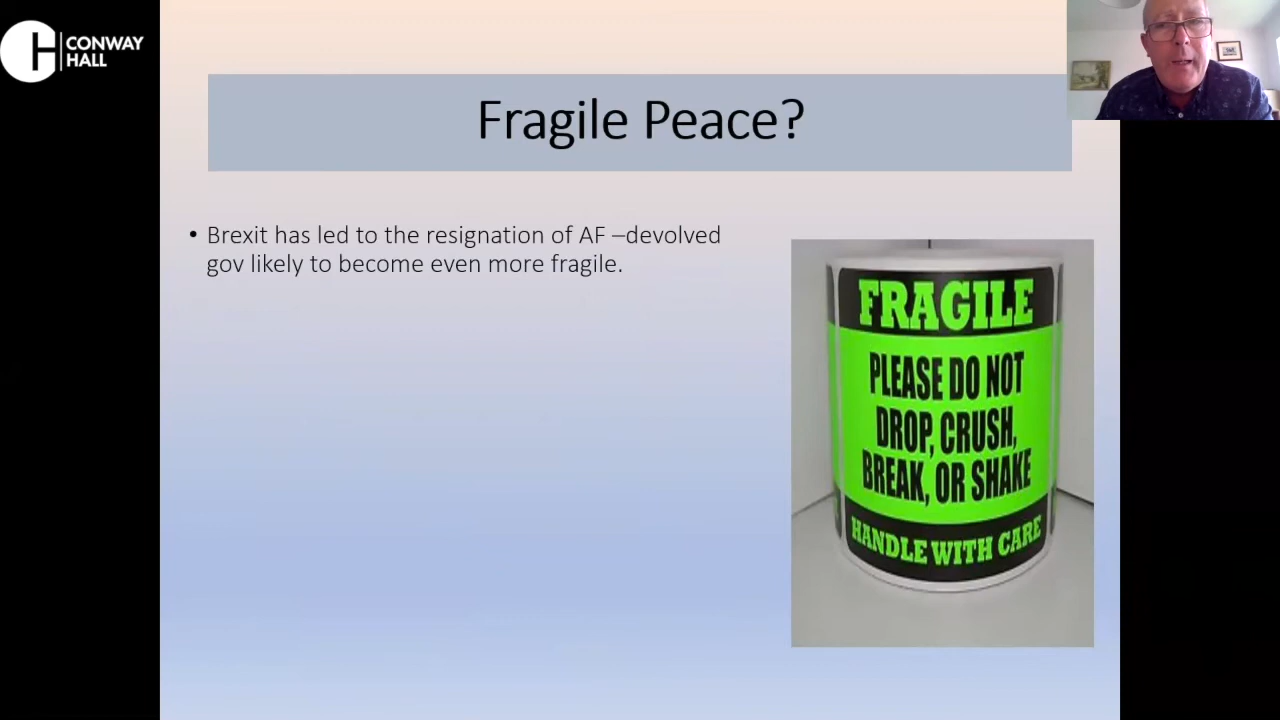 CONWAY
HALL
Fragile Peace?
• Brexit has led to the resignation of AF –devolved
gov likely to become even more fragile.
FRAGILE
PLEASE DO NOT
DROP, CRUSH,
BREAK, OR SHAKE
HANDLE WITH CARE